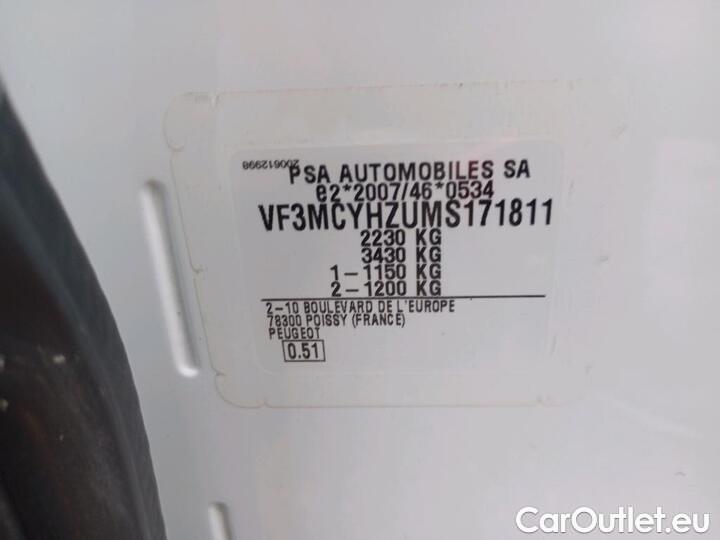 200612998
PSA AUTOMOBILES SA
e2*2007/46*0534
VF3MCYHZUMS171811
2230 KG
3430 KG
1-1150 KG
2-1200 KG
2-10 BOULEVARD DE L'EUROPE
78300 POISSY (FRANCE)
PEUGEOT
0.51
CarOutlet.eu